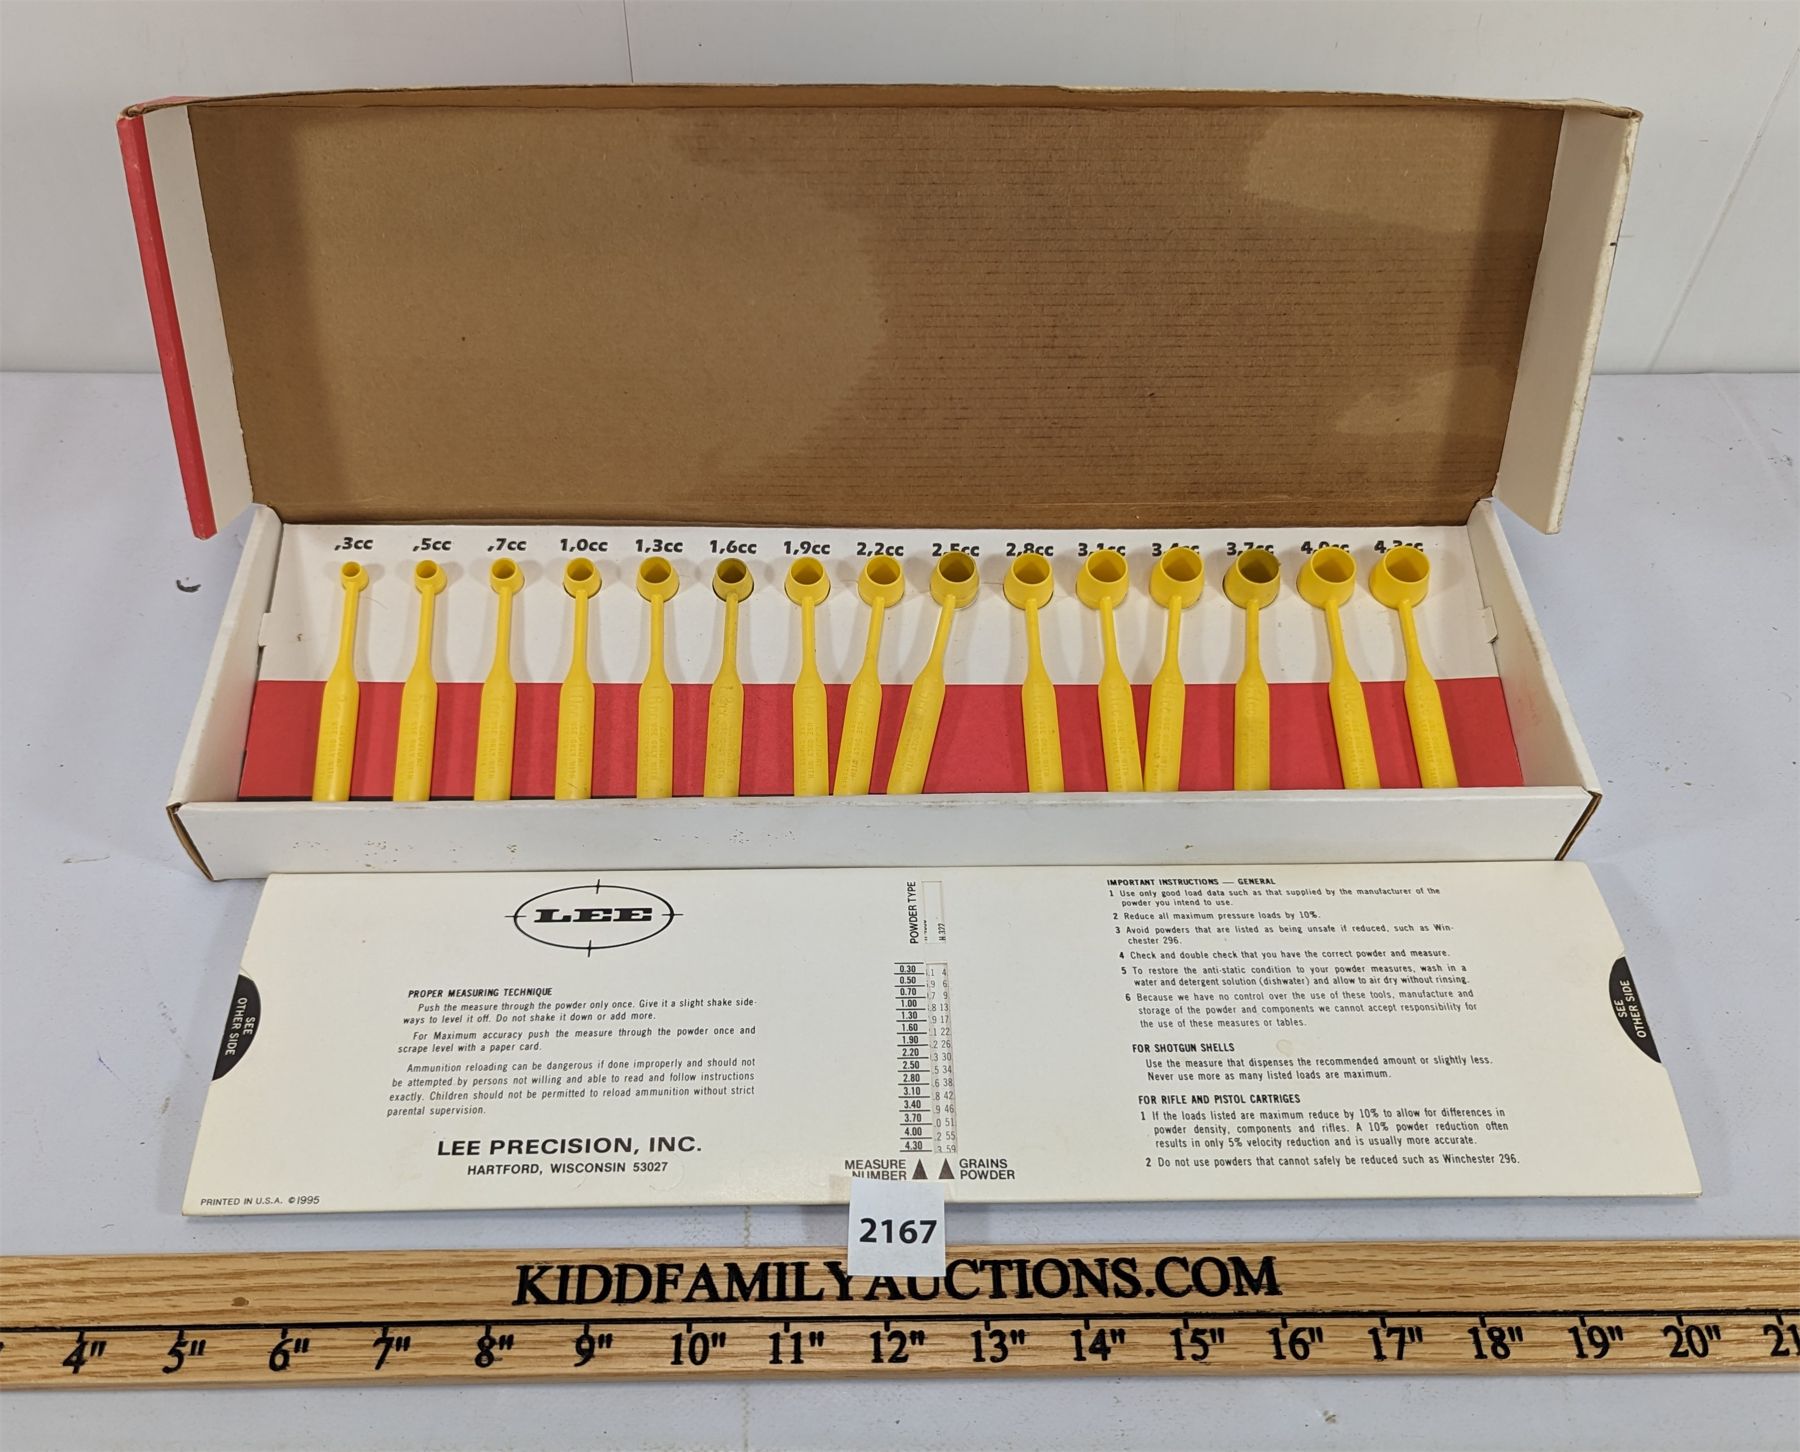 ,3cc ,5cc ,7cc 1,0cc 1,3cc 1,6cc 1,9cc 2,2cc 2,5cc 2,8cc 3,1cc 3,4cc 3,7cc 4,0cc 4,3cc
LEE
PROPER MEASURING TECHNIQUE
Push the measure through the powder only once. Give it a slight shake side-
ways to level it off. Do not shake it down or add more.
For Maximum accuracy push the measure through the powder once and
scrape level with a paper card.
Ammunition reloading can be dangerous if done improperly and should not
be attempted by persons not willing and able to read and follow instructions
exactly. Children should not be permitted to reload ammunition without strict
parental supervision.
LEE PRECISION, INC.
HARTFORD, WISCONSIN 53027
PRINTED IN U.S.A. ©1995
SEE
OTHER SIDE
POWDER TYPE
H 322
0.30
0.50
0.70
1.00
1.30
1.60
1.90
2.20
2.50
2.80
3.10
3.40
3.70
4.00
4.30
MEASURE
NUMBER
GRAINS
POWDER
IMPORTANT INSTRUCTIONS — GENERAL
1 Use only good load data such as that supplied by the manufacturer of the
powder you intend to use.
2 Reduce all maximum pressure loads by 10%.
3 Avoid powders that are listed as being unsafe if reduced, such as Win-
chester 296.
4 Check and double check that you have the correct powder and measure.
5 To restore the anti-static condition to your powder measures, wash in a
water and detergent solution (dishwater) and allow to air dry without rinsing.
6 Because we have no control over the use of these tools, manufacture and
storage of the powder and components we cannot accept responsibility for
the use of these measures or tables.
FOR SHOTGUN SHELLS
Use the measure that dispenses the recommended amount or slightly less.
Never use more as many listed loads are maximum.
FOR RIFLE AND PISTOL CARTRIGES
1 If the loads listed are maximum reduce by 10% to allow for differences in
powder density, components and rifles. A 10% powder reduction often
results in only 5% velocity reduction and is usually more accurate.
2 Do not use powders that cannot safely be reduced such as Winchester 296.
SEE
OTHER SIDE
2167
KIDDFAMILYAUCTIONS.COM
4" 5" 6" 7" 8" 9" 10" 11" 12" 13" 14" 15" 16" 17" 18" 19" 20" 21